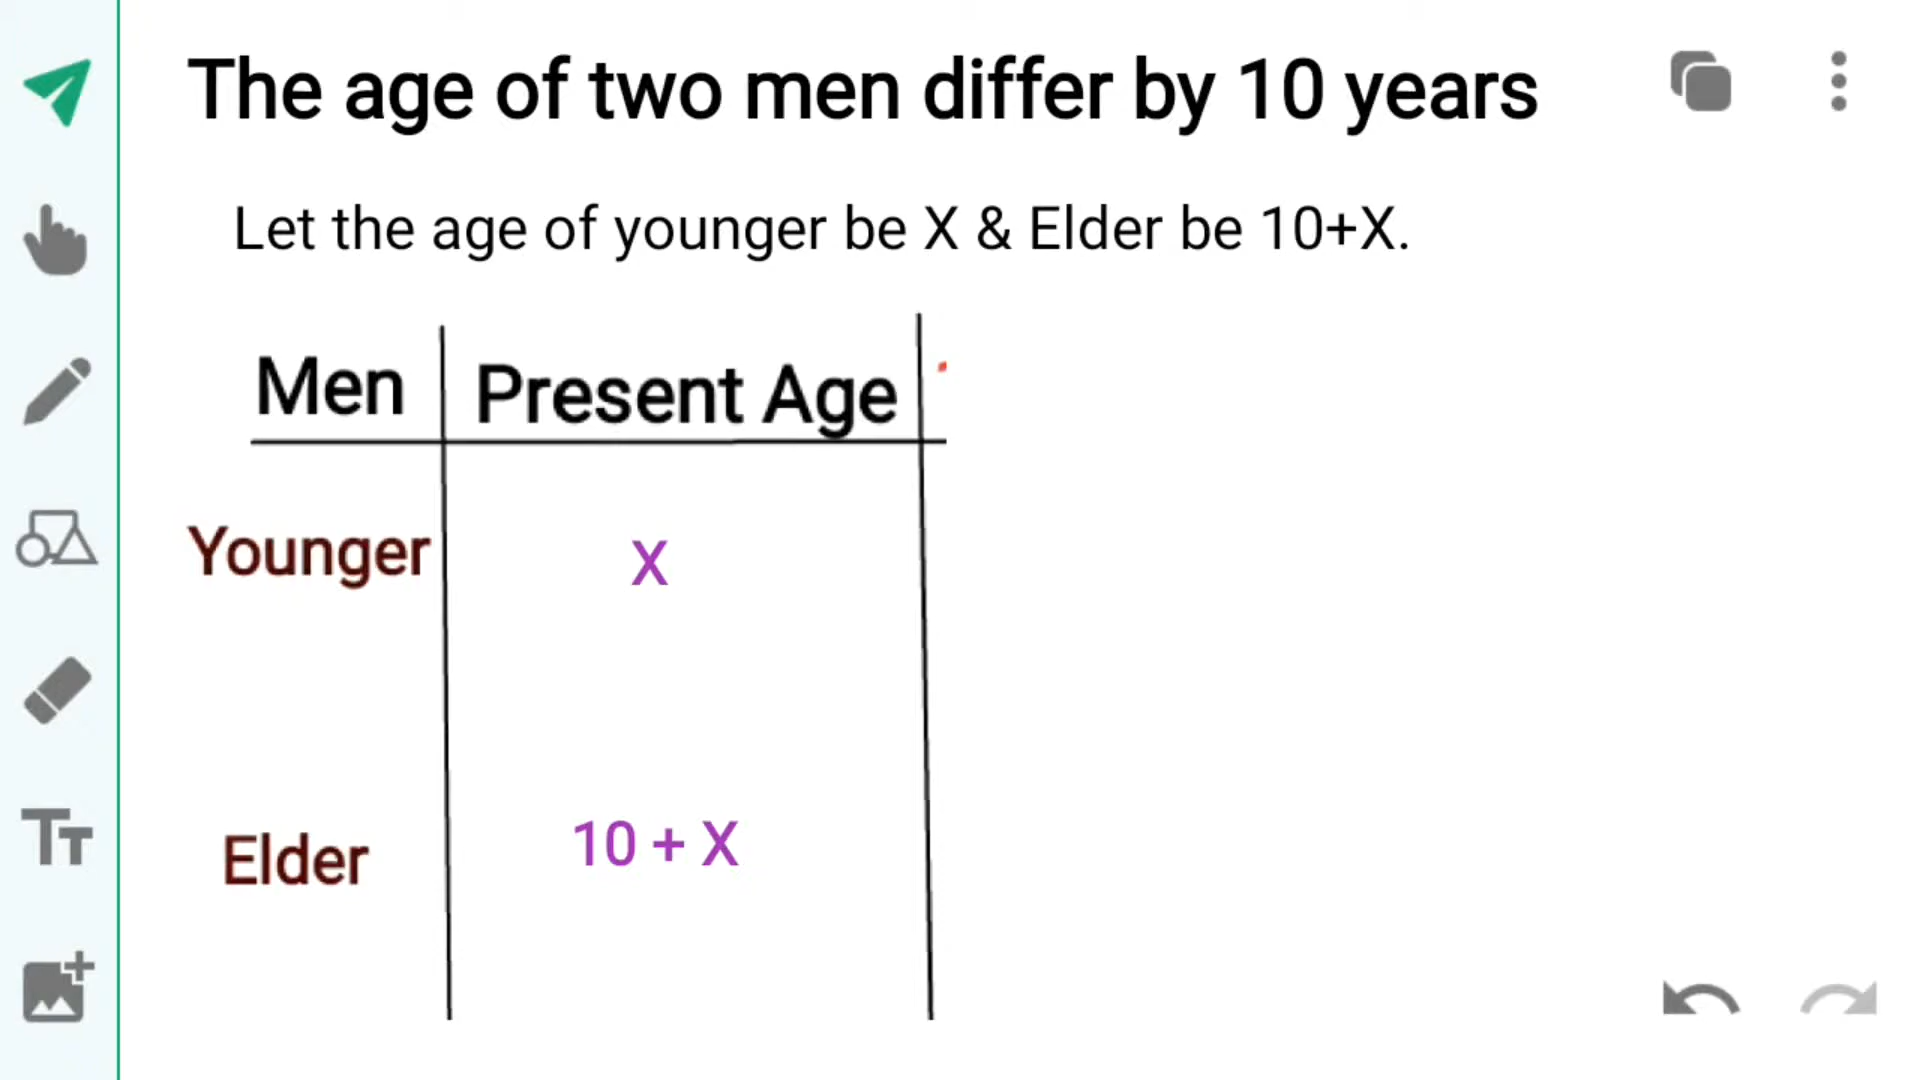 The age of two men differ by 10 years
Let the age of younger be X & Elder be 10+X.
Men Present Age
Younger X
Elder 10 + X